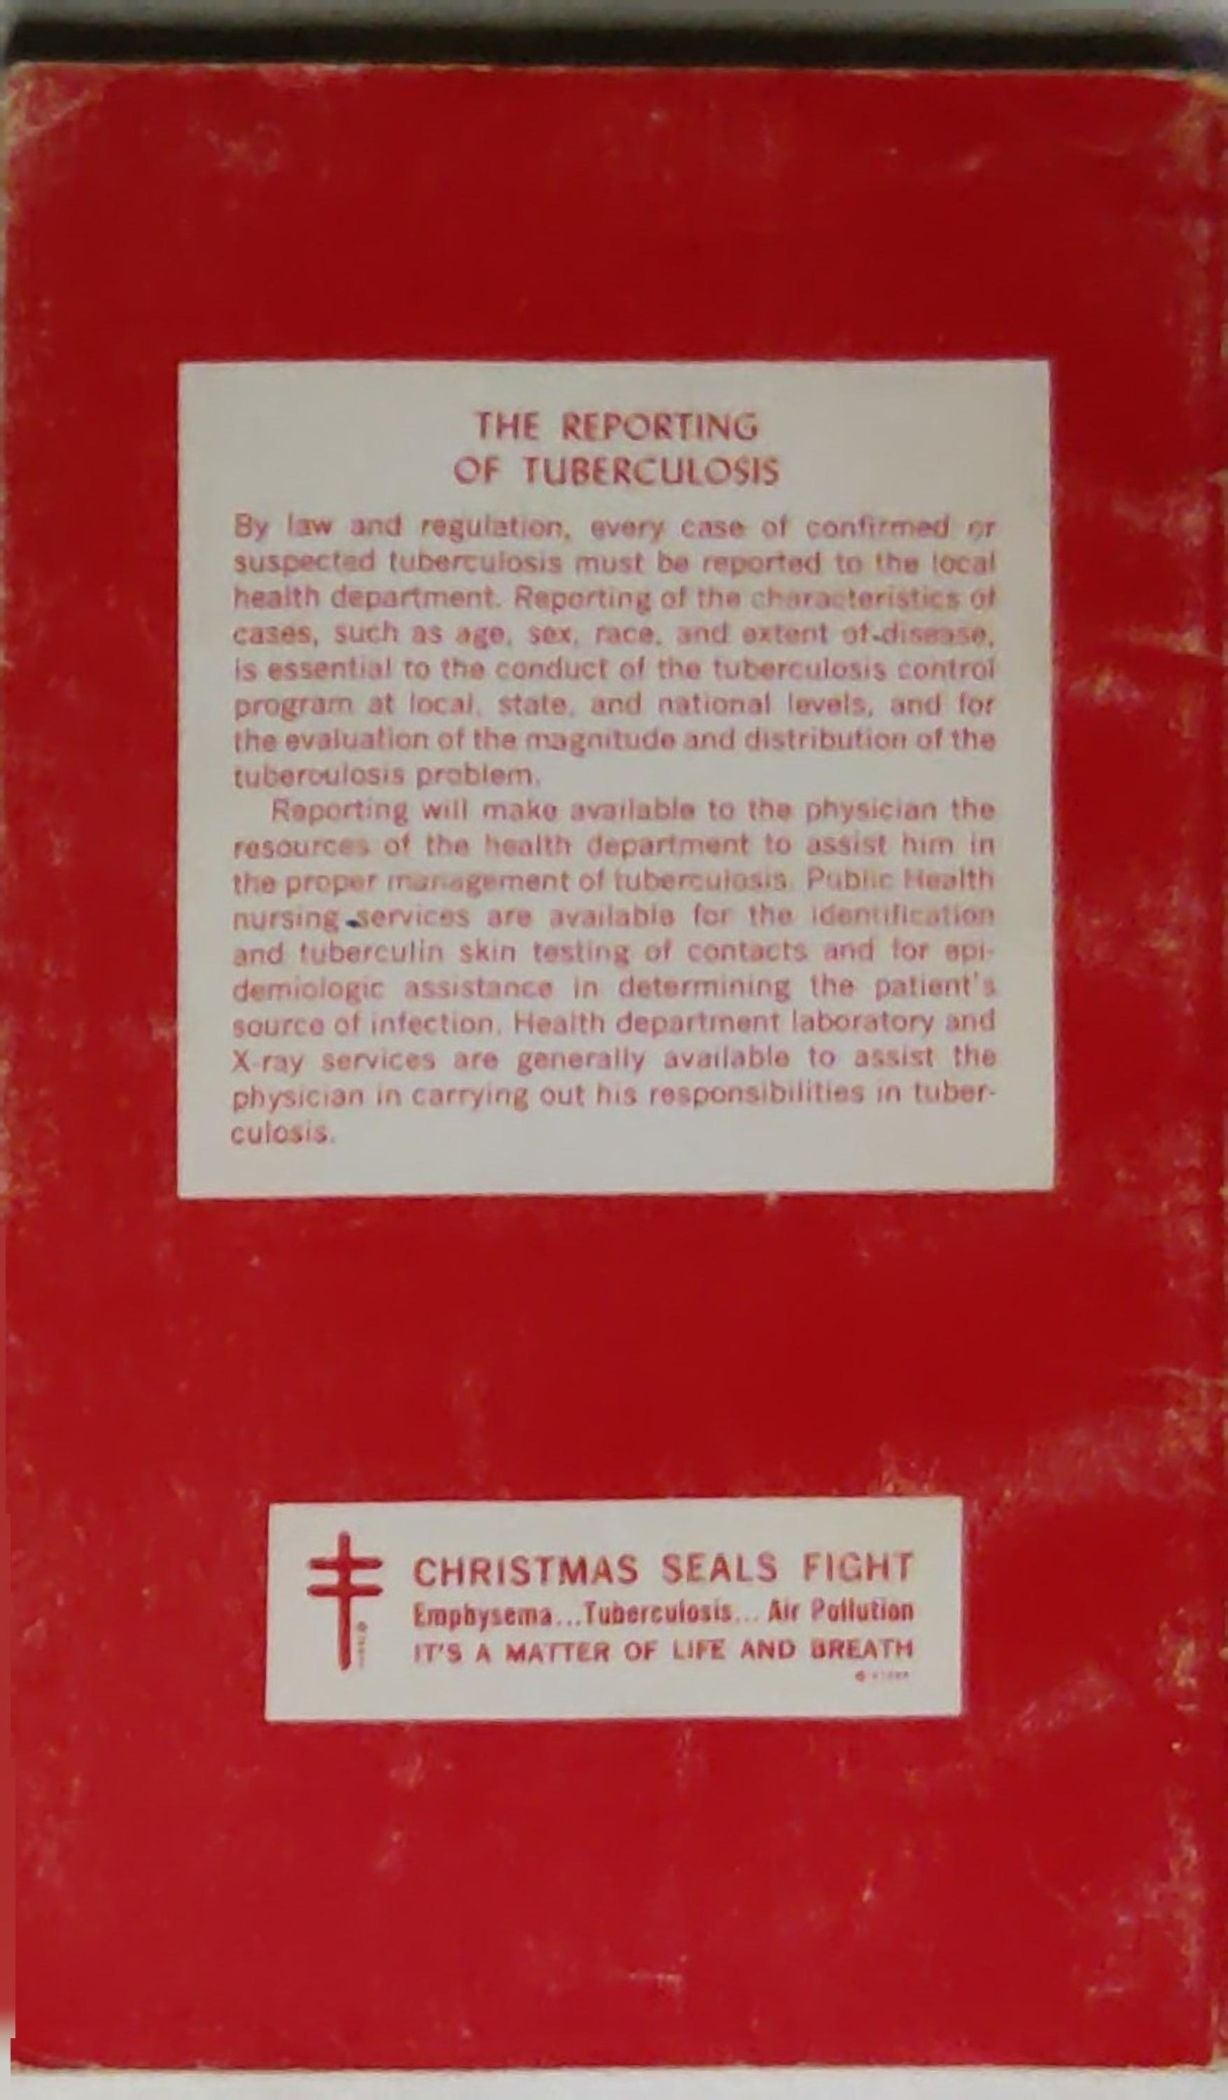 THE REPORTING
OF TUBERCULOSIS
By law and regulation, every case of confirmed or
suspected tuberculosis must be reported to the local
health department. Reporting of the characteristics of
cases, such as age, sex, race, and extent of disease,
is essential to the conduct of the tuberculosis control
program at local, state, and national levels, and for
the evaluation of the magnitude and distribution of the
tuberculosis problem.
Reporting will make available to the physician the
resources of the health department to assist him in
the proper management of tuberculosis. Public Health
nursing services are available for the identification
and tuberculin skin testing of contacts and for epi-
demiologic assistance in determining the patient's
source of infection. Health department laboratory and
X-ray services are generally available to assist the
physician in carrying out his responsibilities in tuber-
culosis.
CHRISTMAS SEALS FIGHT
Emphysema...Tuberculosis... Air Pollution
IT'S A MATTER OF LIFE AND BREATH